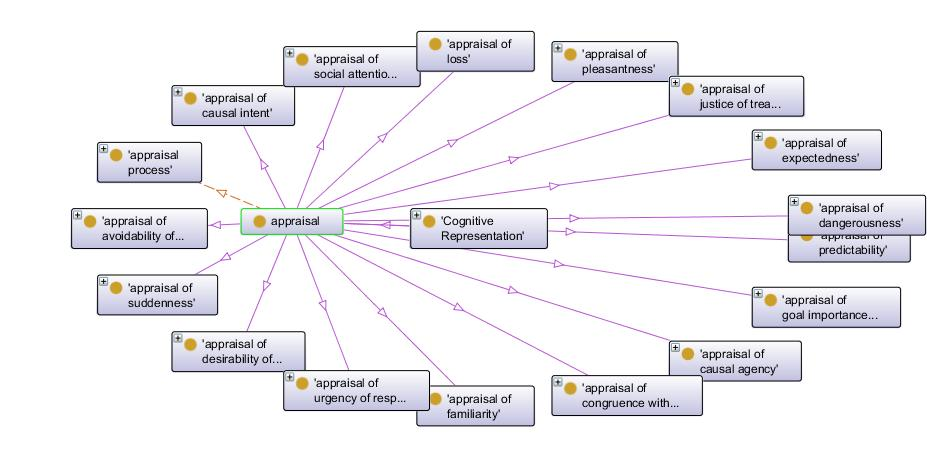 'appraisal of
loss'
'appraisal of
social attentio...
'appraisal of
pleasantness'
'appraisal of
causal intent'
'appraisal of
justice of trea...
'appraisal
process'
'appraisal of
expectedness'
'appraisal of
avoidability of...
appraisal
'Cognitive
Representation'
'appraisal of
dangerousness'
'appraisal of
predictability'
'appraisal of
suddenness'
'appraisal of
goal importance...
'appraisal of
desirability of...
'appraisal of
causal agency'
'appraisal of
urgency of resp...
'appraisal of
familiarity'
'appraisal of
congruence with...